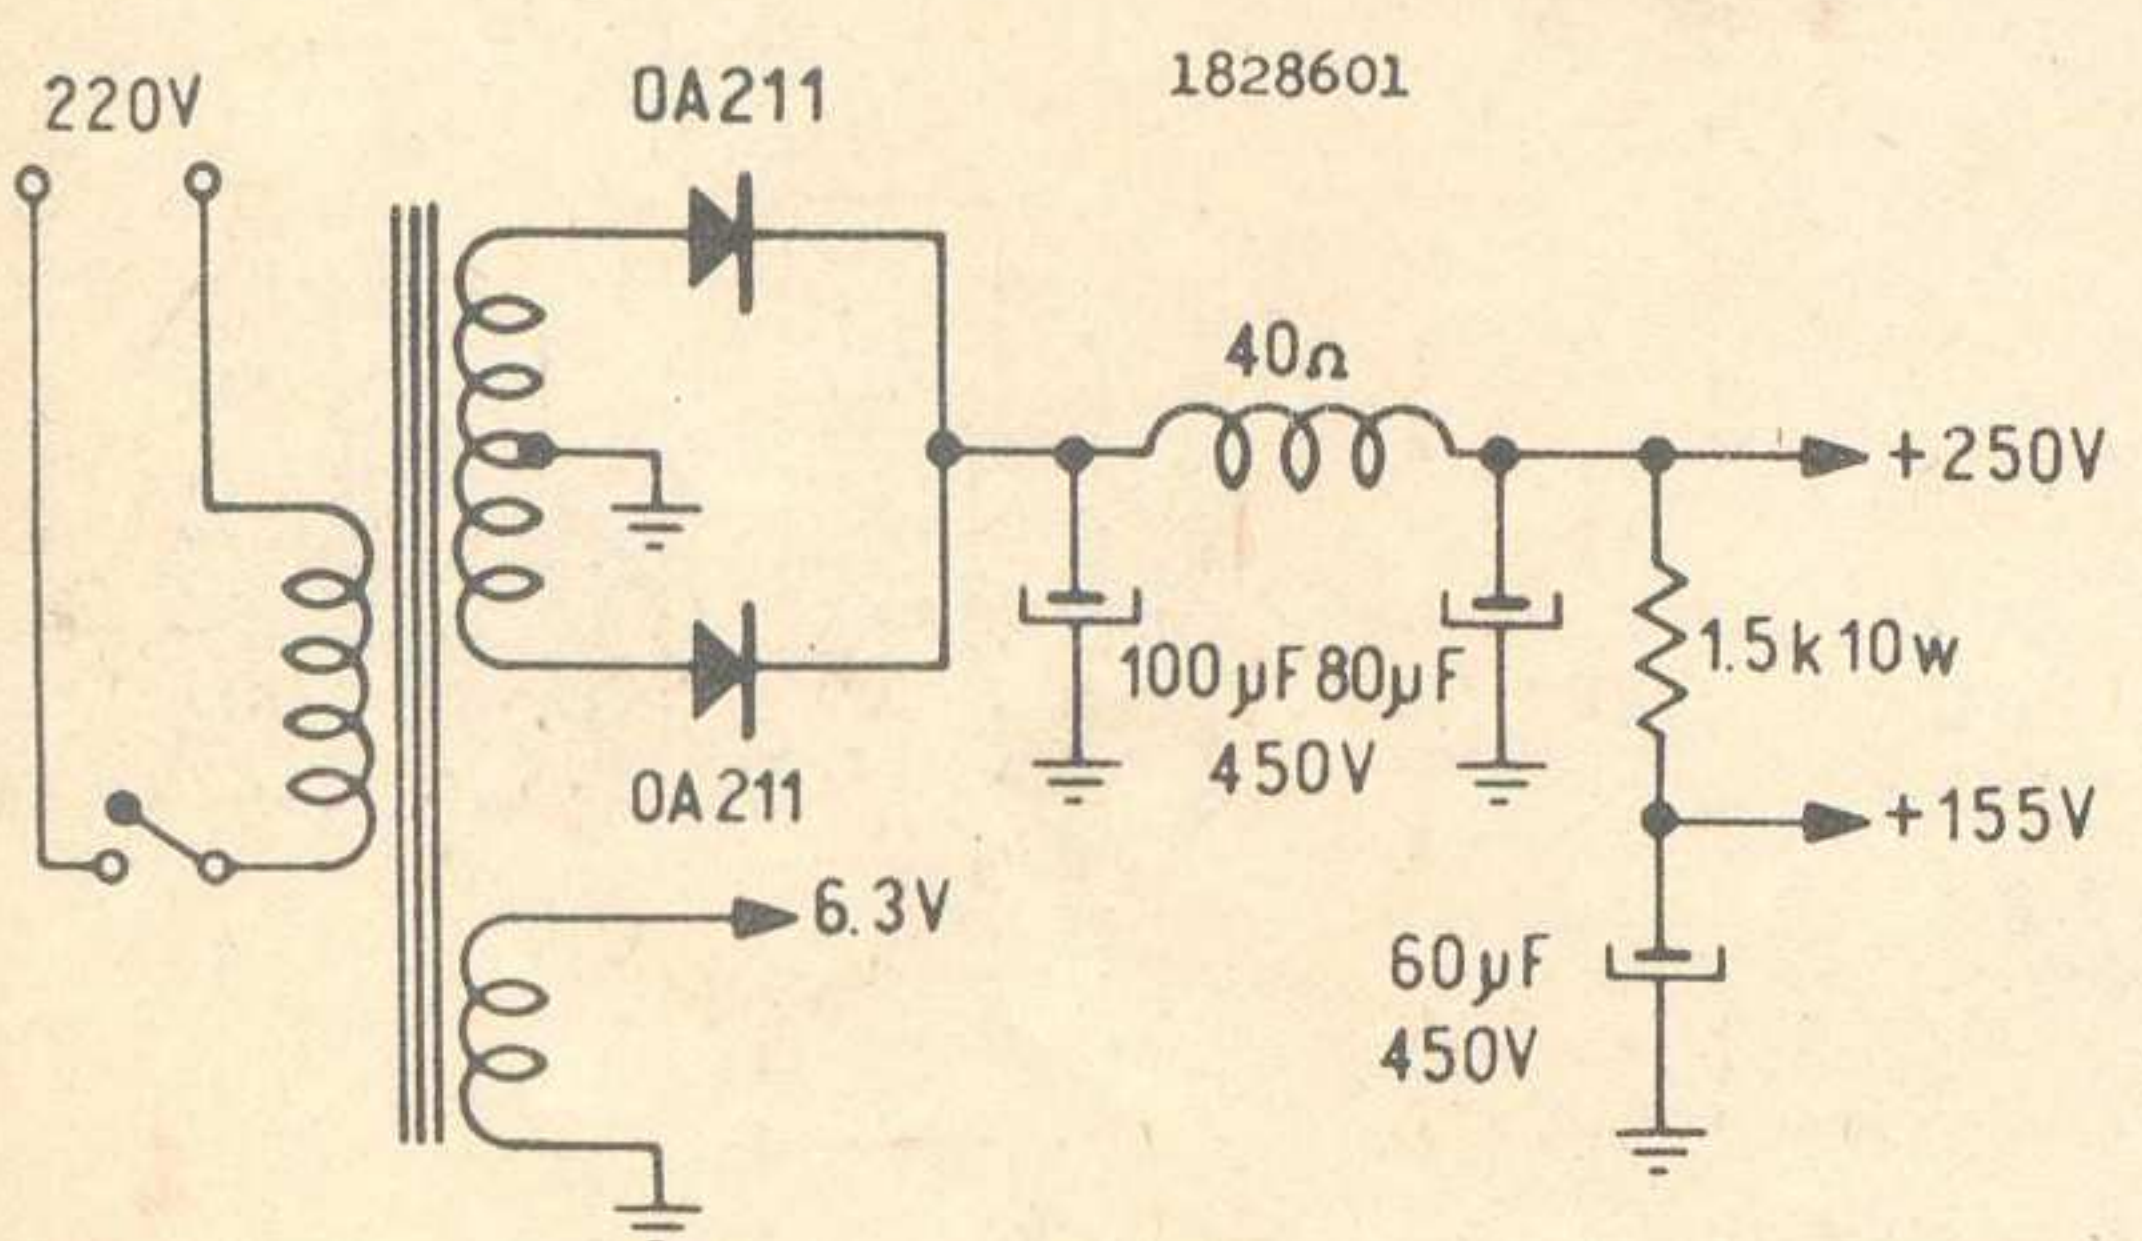 220V
0A211
1828601
40Ω
+250V
100µF 80µF
450V
1.5k 10w
0A211
+155V
6.3V
60µF
450V